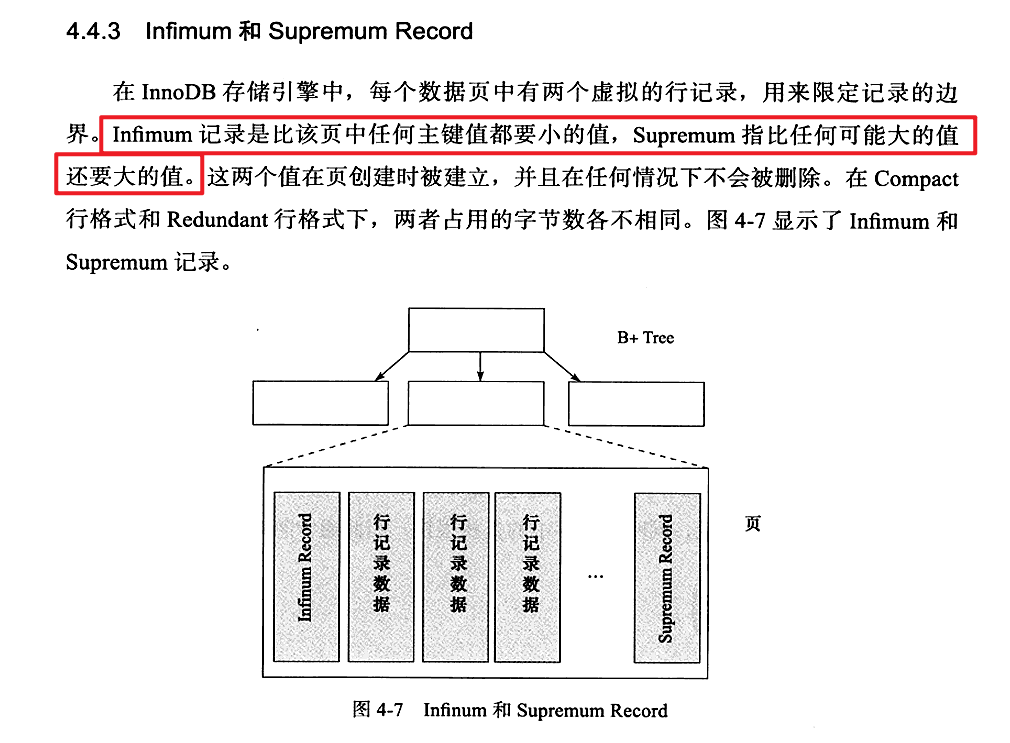 4.4.3 Infimum 和 Supremum Record
在 InnoDB 存储引擎中，每个数据页中有两个虚拟的行记录，用来限定记录的边
界。Infimum 记录是比该页中任何主键值都要小的值，Supremum 指比任何可能大的值
还要大的值。这两个值在页创建时被建立，并且在任何情况下不会被删除。在 Compact
行格式和 Redundant 行格式下，两者占用的字节数各不相同。图 4-7 显示了 Infimum 和
Supremum 记录。
B+ Tree
Infinum Record
行记录数据
行记录数据
行记录数据
...
Supremum Record
页
图 4-7 Infinum 和 Supremum Record